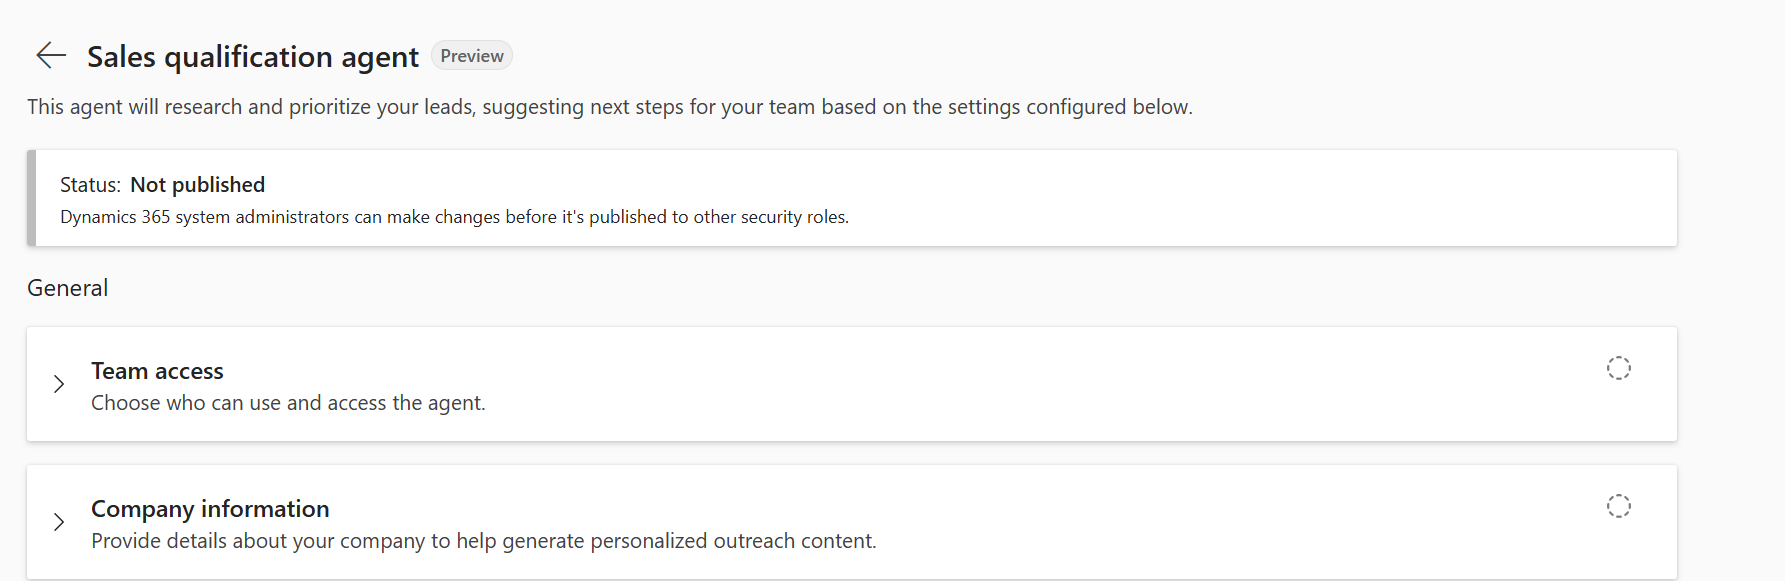 Sales qualification agent Preview
This agent will research and prioritize your leads, suggesting next steps for your team based on the settings configured below.
Status: Not published
Dynamics 365 system administrators can make changes before it's published to other security roles.
General
Team access
Choose who can use and access the agent.
Company information
Provide details about your company to help generate personalized outreach content.